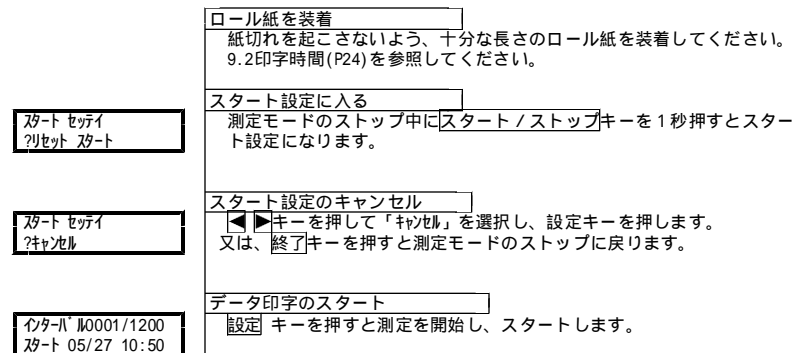 ロール紙を装着
紙切れを起こさないよう、十分な長さのロール紙を装着してください。
9.2印字時間(P24)を参照してください。
ｽﾀｰﾄ ｾｯﾃｲ
?ﾘｾｯﾄ ｽﾀｰﾄ
スタート設定に入る
測定モードのストップ中にスタート／ストップキーを１秒押すとスター
ト設定になります。
ｽﾀｰﾄ ｾｯﾃｲ
?ｷｬﾝｾﾙ
スタート設定のキャンセル
◀ ▶キーを押して「ｷｬﾝｾﾙ」を選択し、設定キーを押します。
又は、終了キーを押すと測定モードのストップに戻ります。
ｲﾝﾀｰﾊﾞﾙ0001/1200
ｽﾀｰﾄ 05/27 10:50
データ印字のスタート
設定 キーを押すと測定を開始し、スタートします。